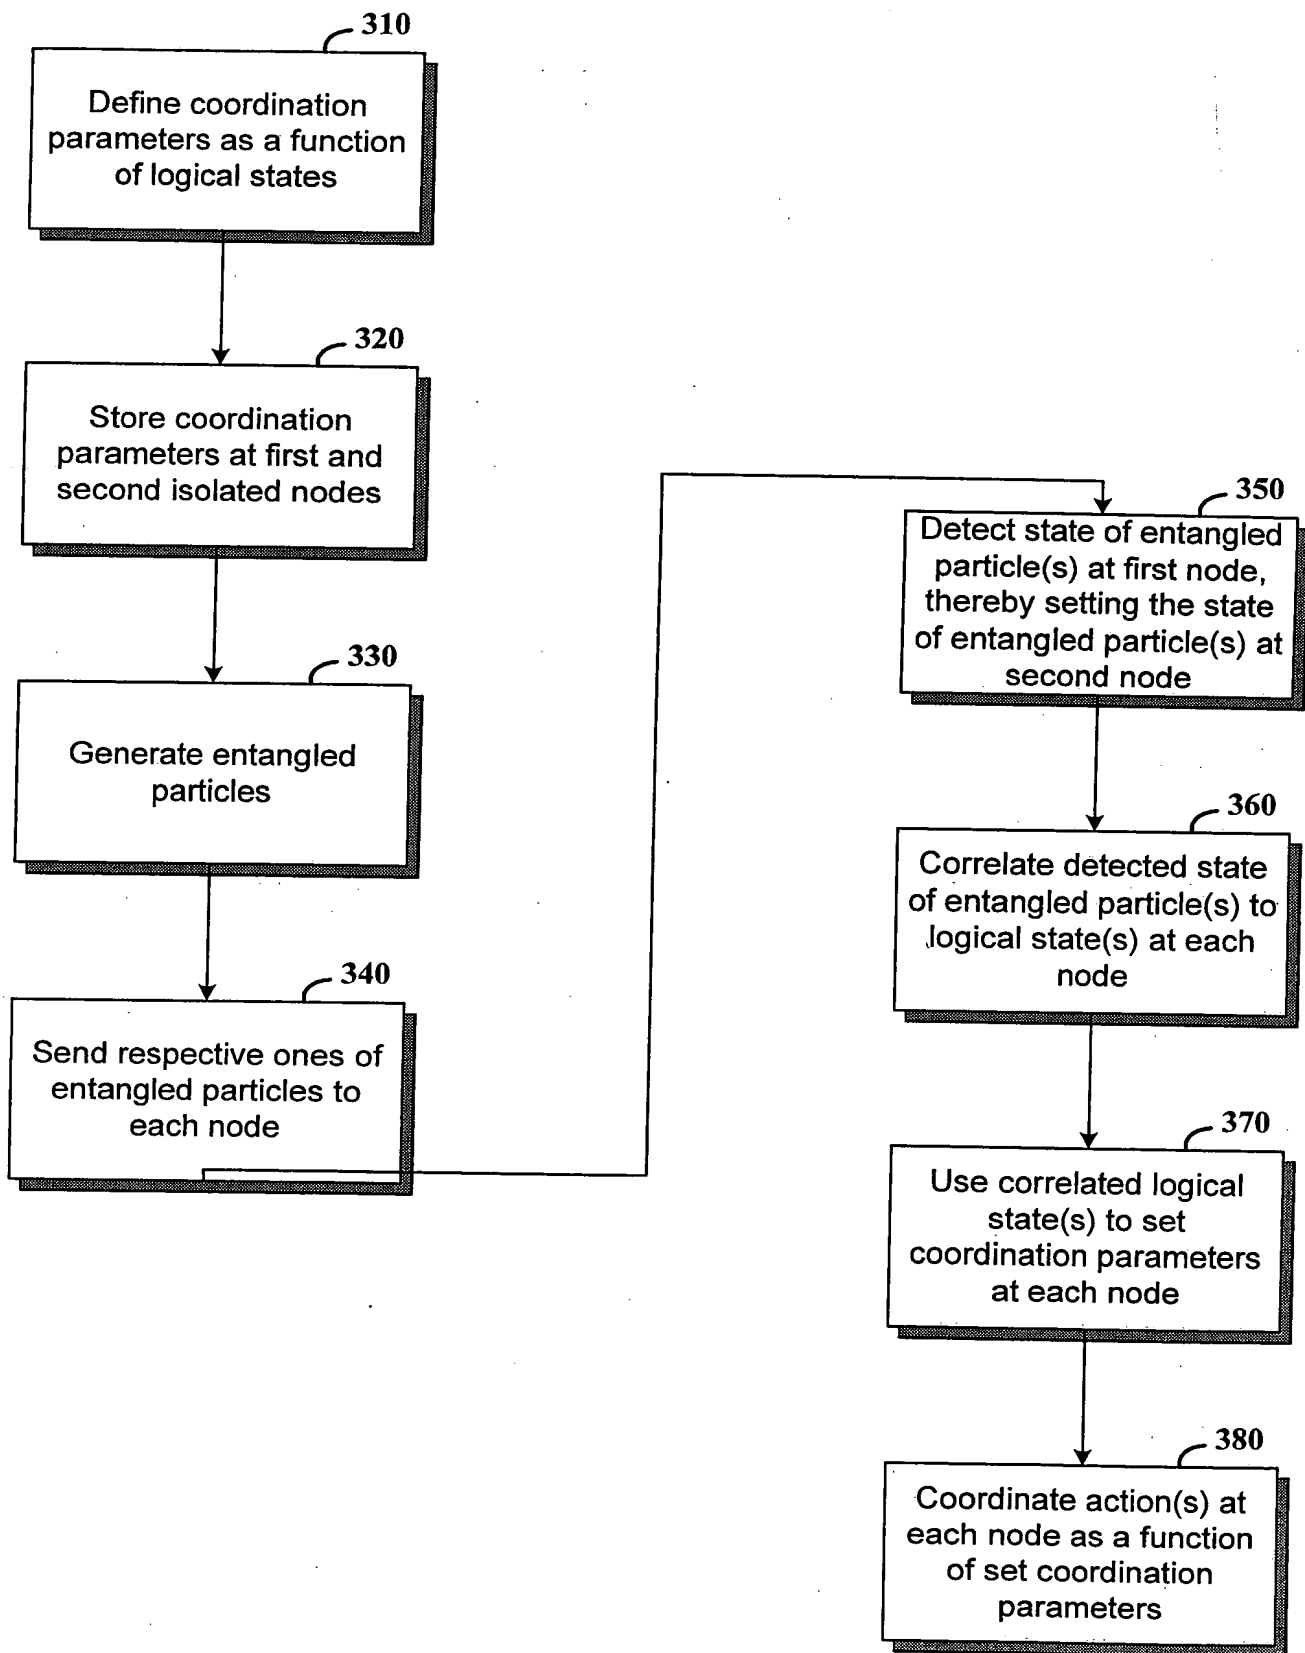 310
Define coordination
parameters as a function
of logical states
320
Store coordination
parameters at first and
second isolated nodes
330
Generate entangled
particles
340
Send respective ones of
entangled particles to
each node
350
Detect state of entangled
particle(s) at first node,
thereby setting the state
of entangled particle(s) at
second node
360
Correlate detected state
of entangled particle(s) to
logical state(s) at each
node
370
Use correlated logical
state(s) to set
coordination parameters
at each node
380
Coordinate action(s) at
each node as a function
of set coordination
parameters